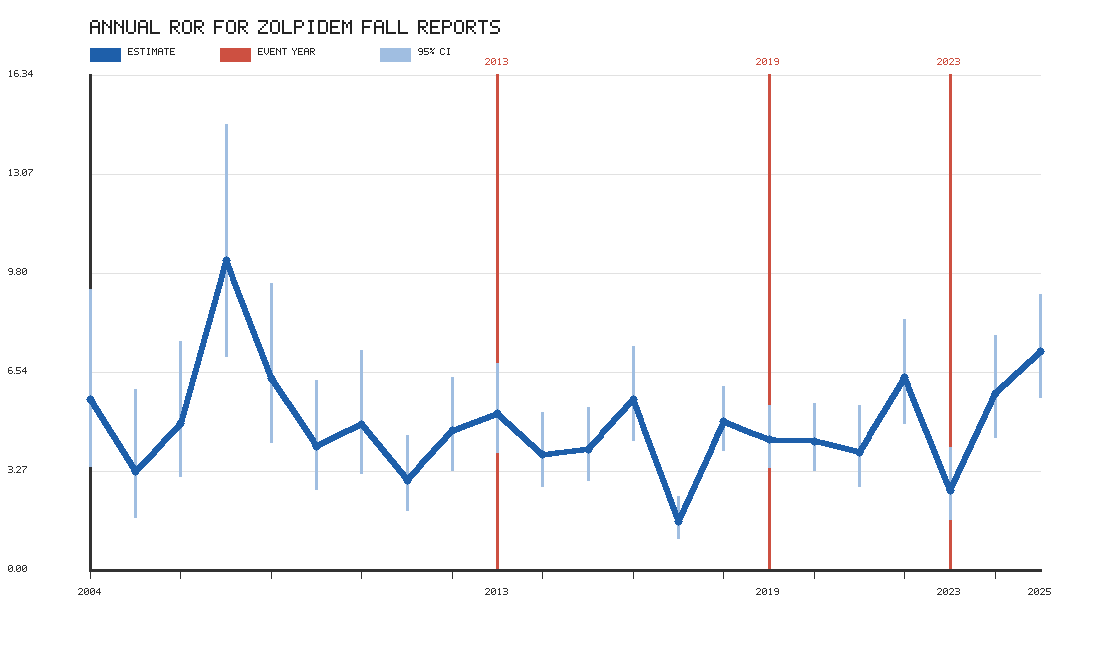 ANNUAL ROR FOR ZOLPIDEM FALL REPORTS
ESTIMATE EVENT YEAR 95% CI
2013 2019 2023
16.34
13.07
9.80
6.54
3.27
0.00
2004 2013 2019 2023 2025